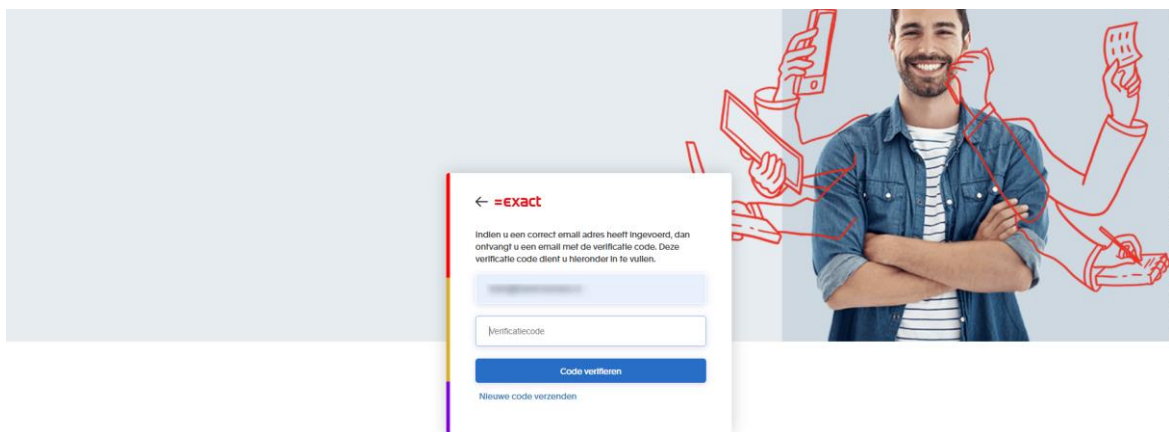 =exact
Indien u een correct email adres heeft ingevoerd, dan
ontvangt u een email met de verificatie code. Deze
verificatie code dient u hieronder in te vullen.
Verificatiecode
Code verifieren
Nieuwe code verzenden